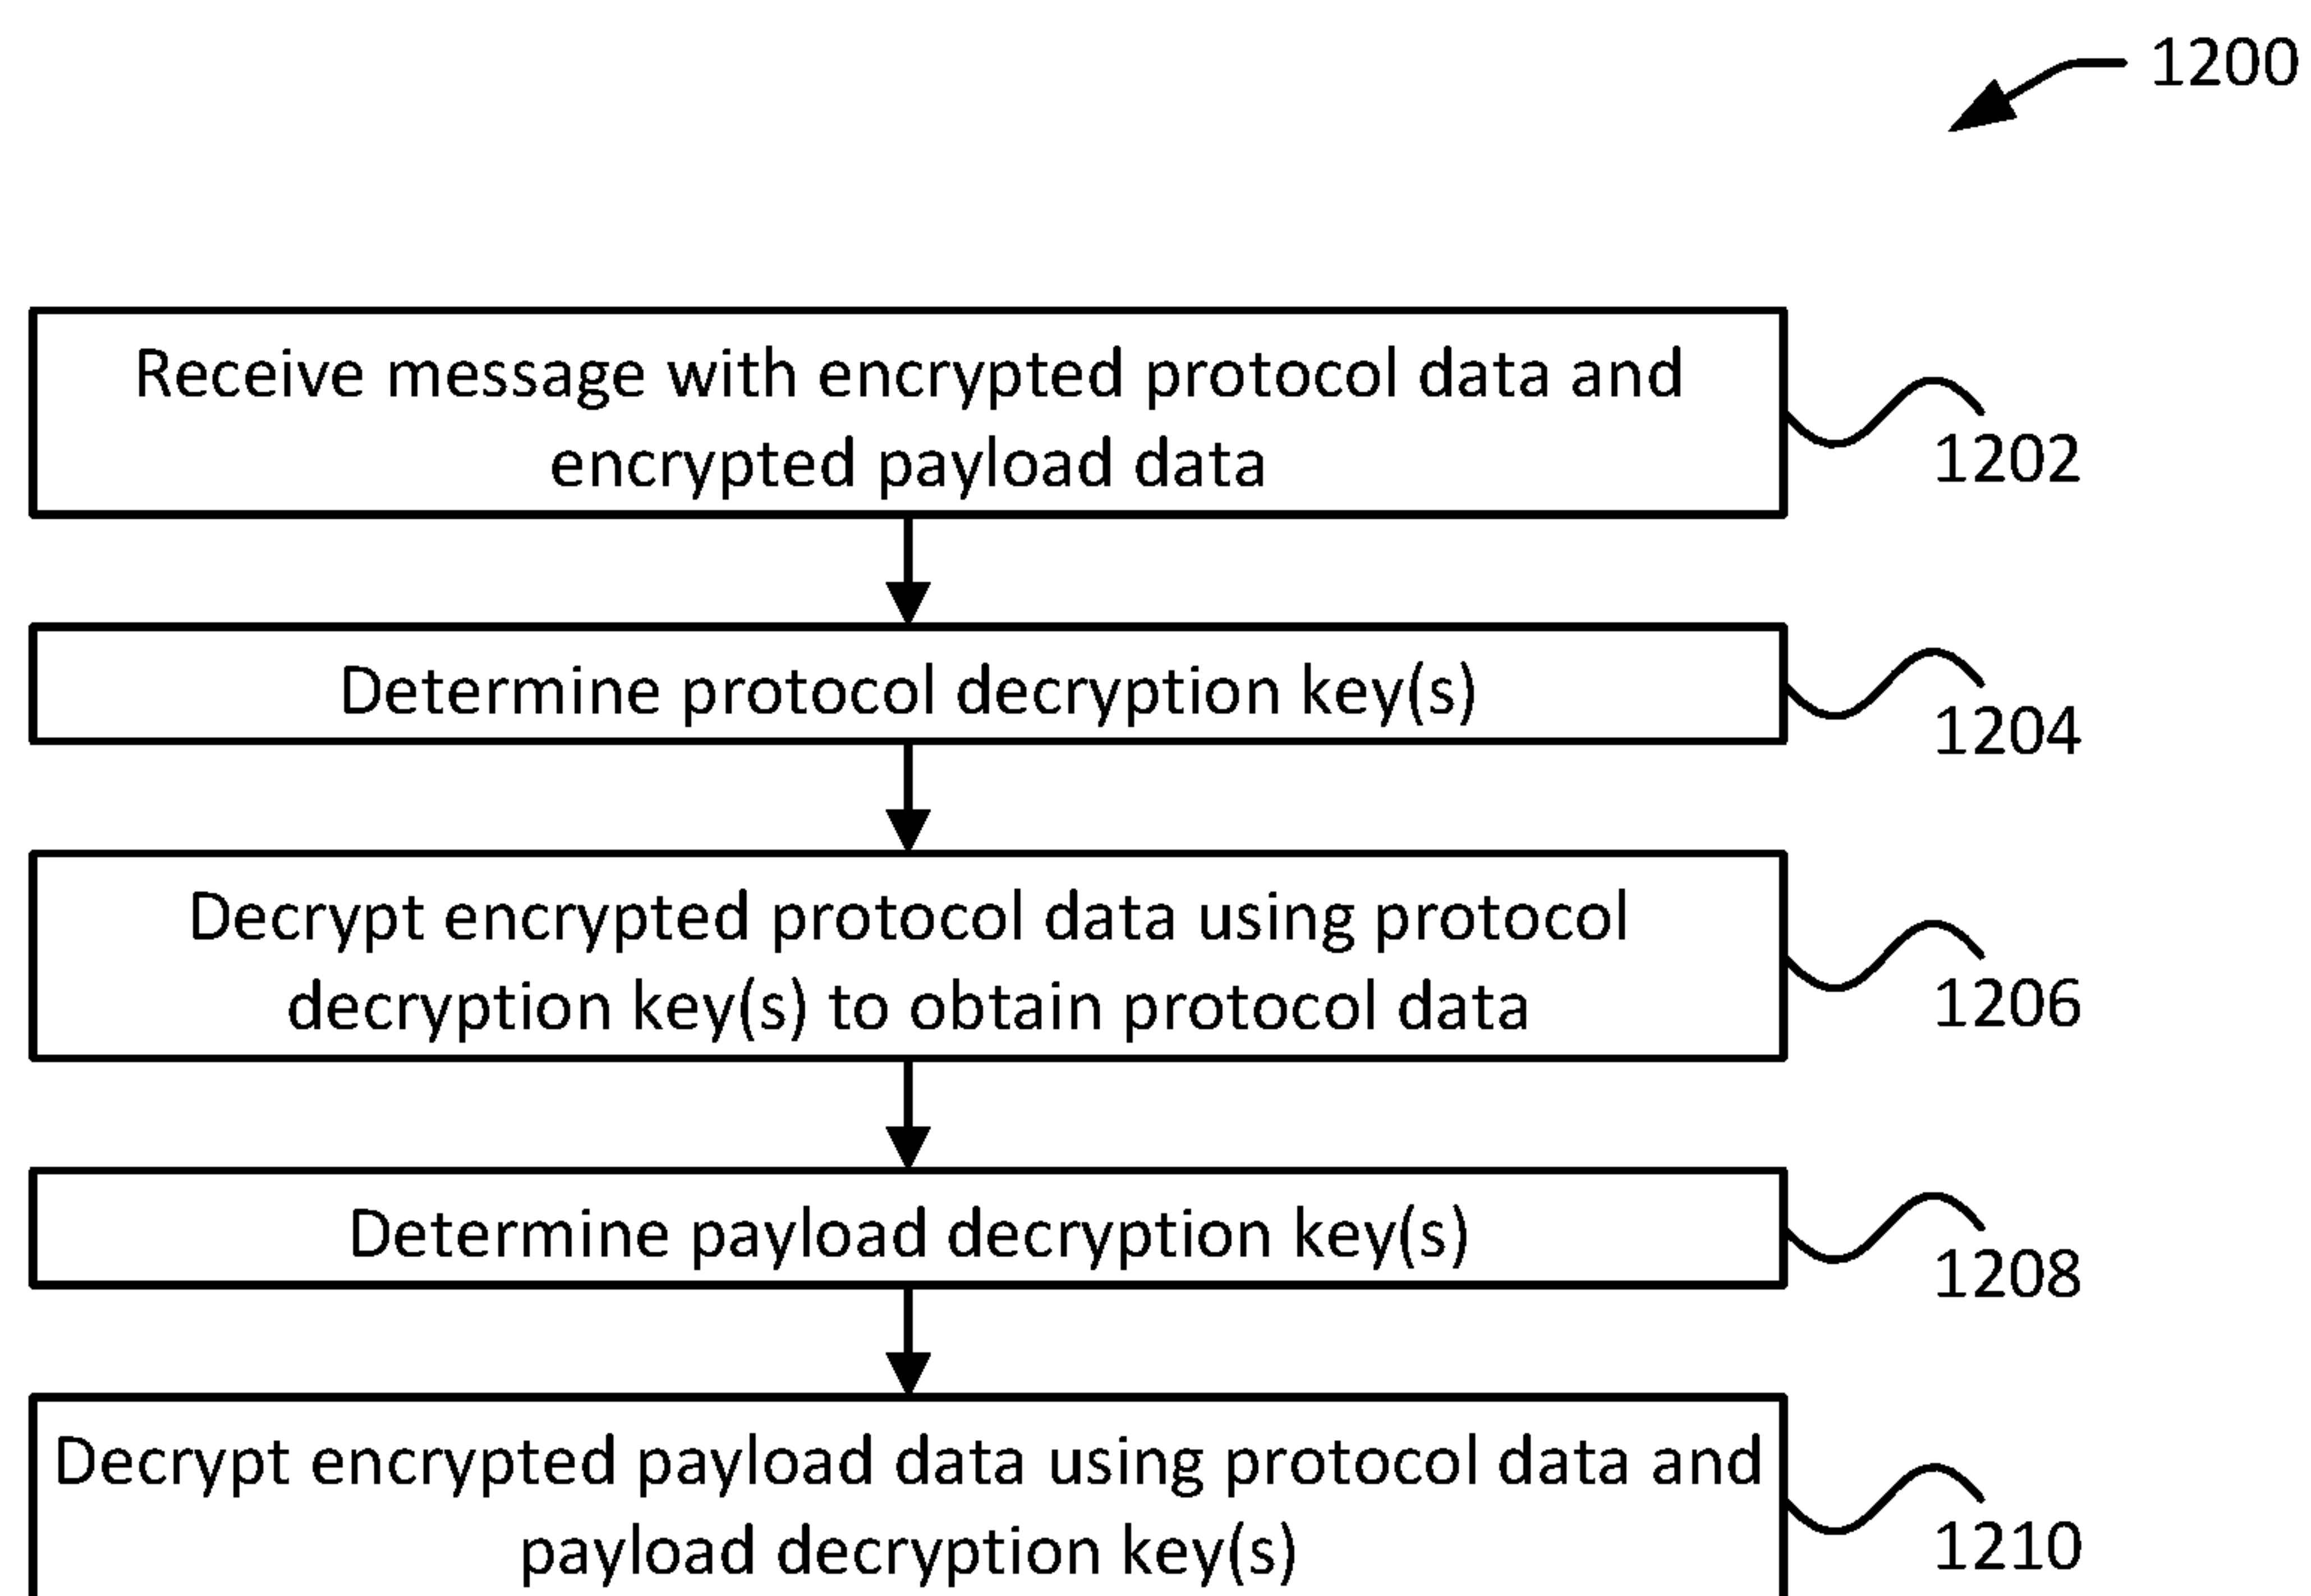 1200
Receive message with encrypted protocol data and
encrypted payload data
1202
Determine protocol decryption key(s)
1204
Decrypt encrypted protocol data using protocol
decryption key(s) to obtain protocol data
1206
Determine payload decryption key(s)
1208
Decrypt encrypted payload data using protocol data and
payload decryption key(s)
1210